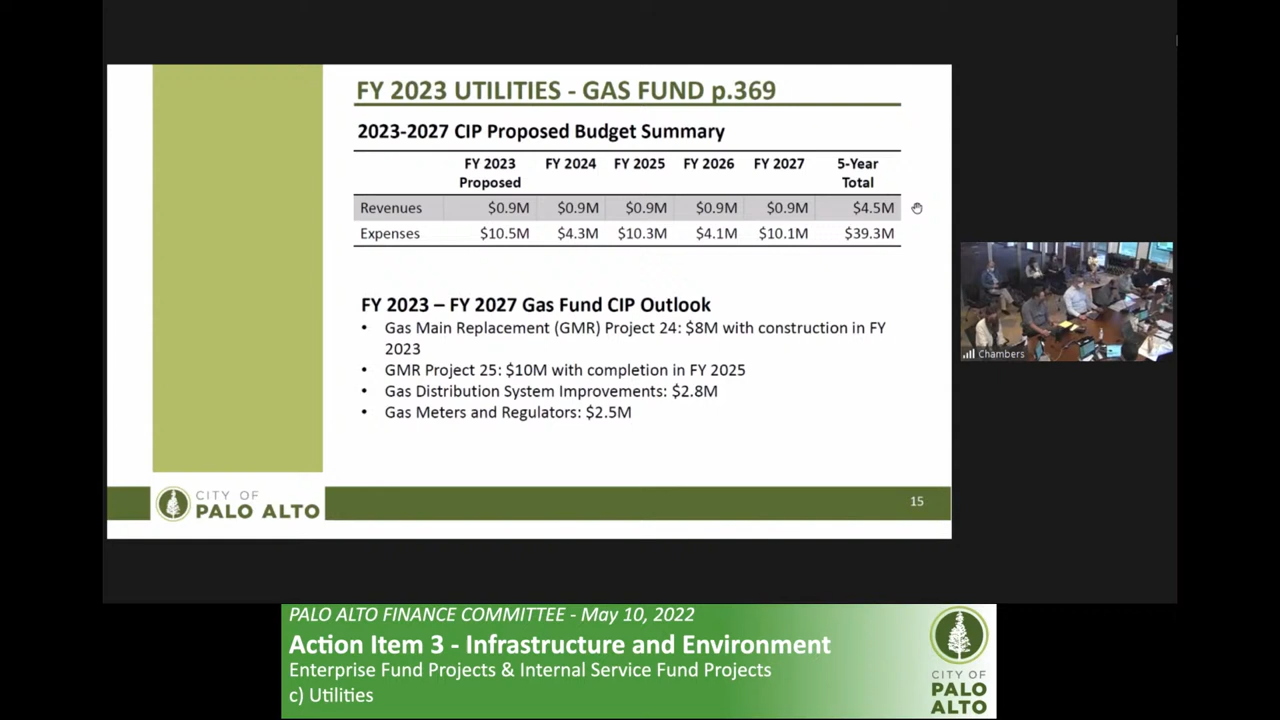 FY 2023 UTILITIES - GAS FUND p.369
2023-2027 CIP Proposed Budget Summary
FY 2023 Proposed FY 2024 FY 2025 FY 2026 FY 2027 5-Year Total
Revenues $0.9M $0.9M $0.9M $0.9M $0.9M $4.5M
Expenses $10.5M $4.3M $10.3M $4.1M $10.1M $39.3M
FY 2023 – FY 2027 Gas Fund CIP Outlook
• Gas Main Replacement (GMR) Project 24: $8M with construction in FY
2023
• GMR Project 25: $10M with completion in FY 2025
• Gas Distribution System Improvements: $2.8M
• Gas Meters and Regulators: $2.5M
CITY OF
PALO ALTO
15
Chambers
PALO ALTO FINANCE COMMITTEE - May 10, 2022
Action Item 3 - Infrastructure and Environment
Enterprise Fund Projects & Internal Service Fund Projects
c) Utilities
CITY OF
PALO
ALTO